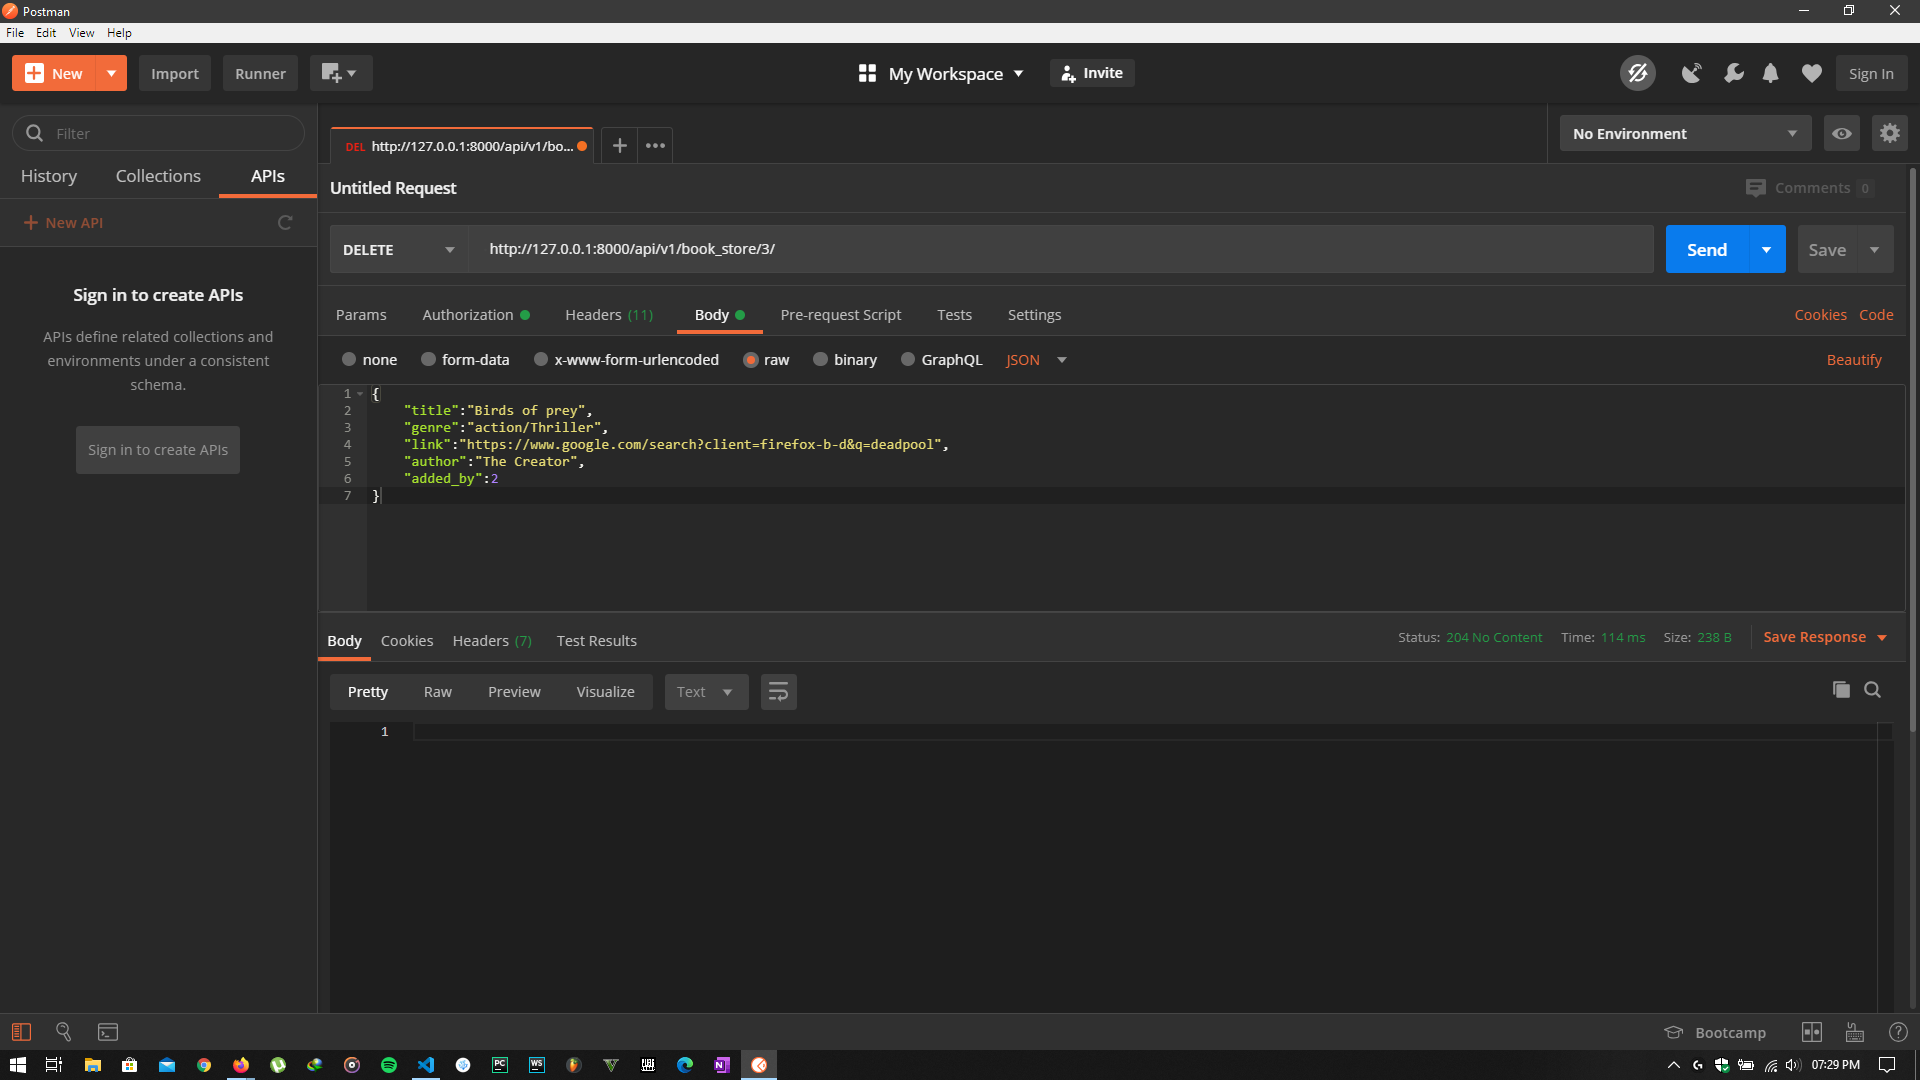 Postman
File Edit View Help
New Import Runner My Workspace Invite Sign In
Filter
History Collections APIs
New API
Sign in to create APIs
APIs define related collections and
environments under a consistent
schema.
Sign in to create APIs
DEL http://127.0.0.1:8000/api/v1/bo...
No Environment
Untitled Request
Comments 0
DELETE http://127.0.0.1:8000/api/v1/book_store/3/ Send Save
Params Authorization Headers (11) Body Pre-request Script Tests Settings Cookies Code
none form-data x-www-form-urlencoded raw binary GraphQL JSON Beautify
1 {
2 "title":"Birds of prey",
3 "genre":"action/Thriller",
4 "link":"https://www.google.com/search?client=firefox-b-d&q=deadpool",
5 "author":"The Creator",
6 "added_by":2
7 }
Body Cookies Headers (7) Test Results Status: 204 No Content Time: 114 ms Size: 238 B Save Response
Pretty Raw Preview Visualize Text
1
Bootcamp
PC WS N 07:29 PM